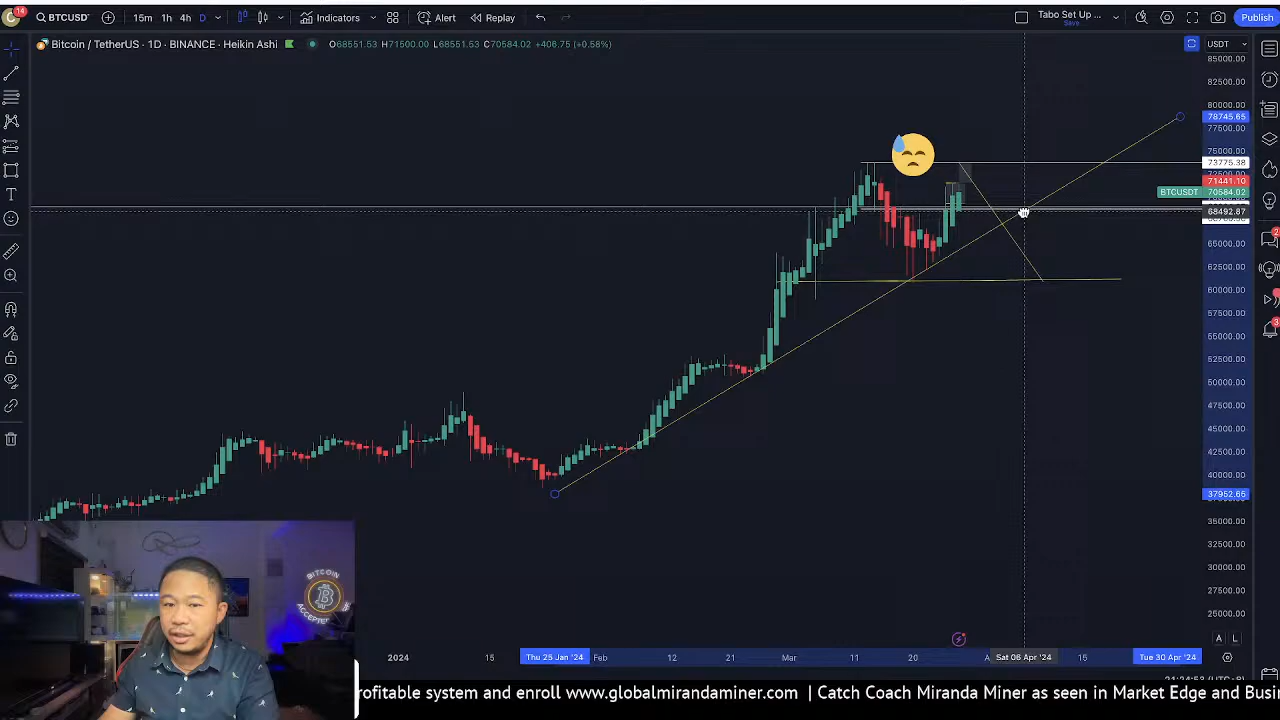 14
BTCUSDT
15m 1h 4h D
Indicators
Alert
Replay
Tabo Set Up ...
Save
Publish
Bitcoin / TetherUS · 1D · BINANCE · Heikin Ashi
O68551.53 H71500.00 L68551.53 C70584.02 +406.75 (+0.58%)
USDT
85000.00
82500.00
80000.00
78745.65
77500.00
75000.00
73775.38
71441.10
BTCUSDT 70584.02
68492.87
65000.00
62500.00
60000.00
57500.00
55000.00
52500.00
50000.00
47500.00
45000.00
42500.00
40000.00
37952.65
35000.00
32500.00
30000.00
27500.00
25000.00
A L
2024 15 Thu 25 Jan '24 Feb 12 21 Mar 11 20 A Sat 06 Apr '24 15 Tue 30 Apr '24
BITCOIN
B
ACCEPTED
rofitable system and enroll www.globalmirandaminer.com | Catch Coach Miranda Miner as seen in Market Edge and Busi